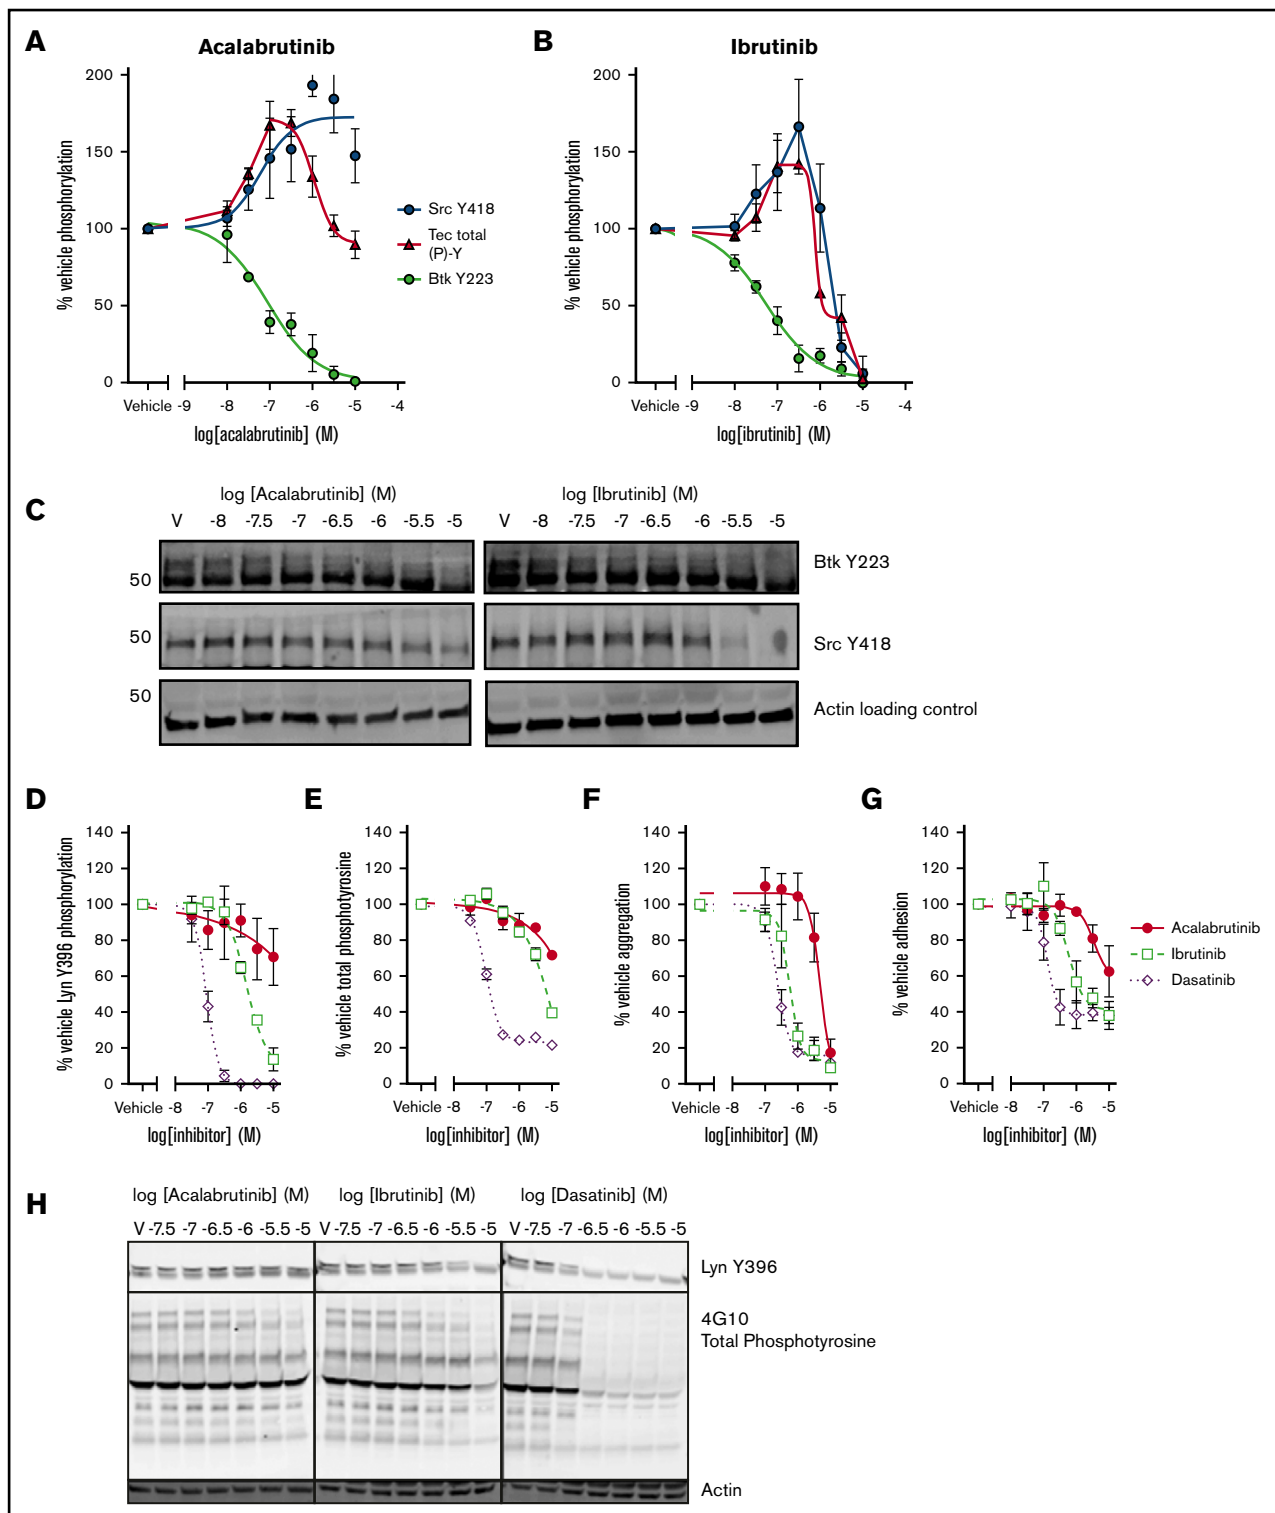 A
Acalabrutinib
B
Ibrutinib
% vehicle phosphorylation
200
150
100
50
0
Vehicle -9 -8 -7 -6 -5 -4
log[acalabrutinib] (M)
Src Y418
Tec total
(P)-Y
Btk Y223
% vehicle phosphorylation
200
150
100
50
0
Vehicle -9 -8 -7 -6 -5 -4
log[ibrutinib] (M)
C
log [Acalabrutinib] (M)
log [Ibrutinib] (M)
V -8 -7.5 -7 -6.5 -6 -5.5 -5
V -8 -7.5 -7 -6.5 -6 -5.5 -5
50
Btk Y223
50
Src Y418
50
Actin loading control
D
% vehicle Lyn Y396 phosphorylation
140
120
100
80
60
40
20
0
Vehicle -8 -7 -6 -5
log[inhibitor] (M)
E
% vehicle total phosphotyrosine
140
120
100
80
60
40
20
0
Vehicle -8 -7 -6 -5
log[inhibitor] (M)
F
% vehicle aggregation
140
120
100
80
60
40
20
0
Vehicle -8 -7 -6 -5
log[inhibitor] (M)
G
% vehicle adhesion
140
120
100
80
60
40
20
0
Vehicle -8 -7 -6 -5
log[inhibitor] (M)
Acalabrutinib
Ibrutinib
Dasatinib
H
log [Acalabrutinib] (M)
log [Ibrutinib] (M)
log [Dasatinib] (M)
V -7.5 -7 -6.5 -6 -5.5 -5
V -7.5 -7 -6.5 -6 -5.5 -5
V -7.5 -7 -6.5 -6 -5.5 -5
Lyn Y396
4G10
Total Phosphotyrosine
Actin